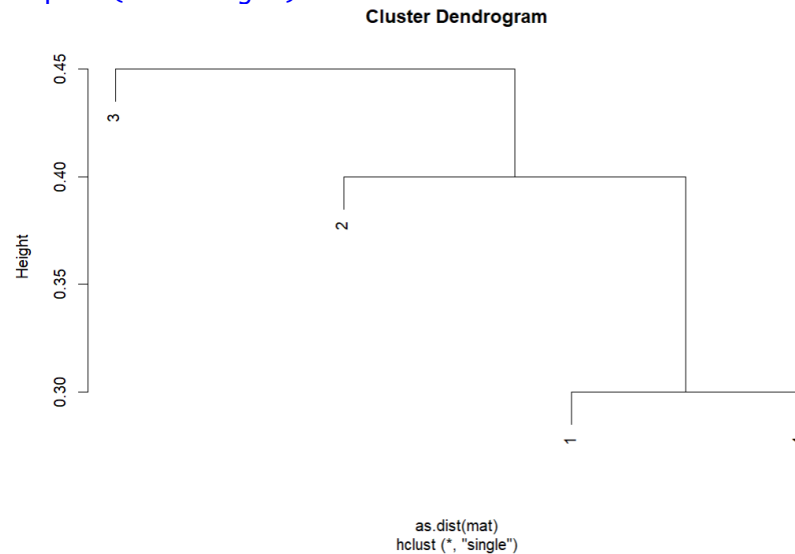 Cluster Dendrogram
0.45
3
0.40
2
Height
0.35
0.30
1
as.dist(mat)
hclust (*, "single")